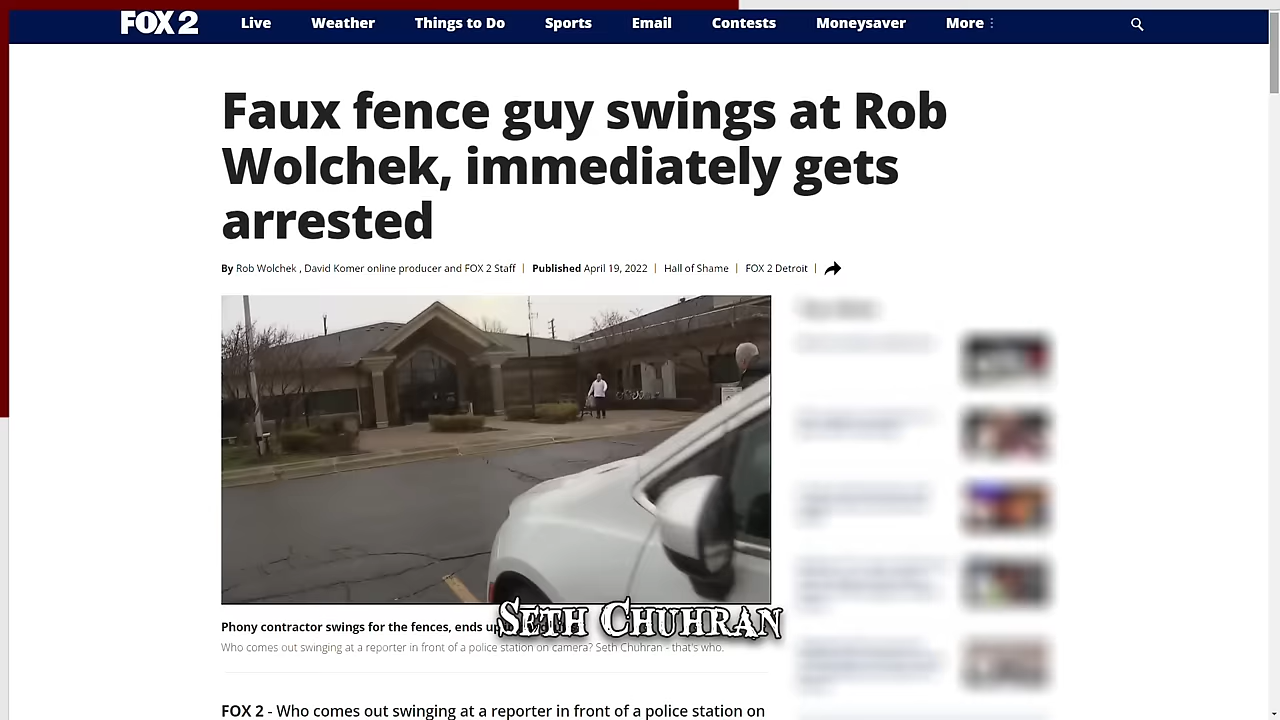 FOX 2 Live Weather Things to Do Sports Email Contests Moneysaver More
Faux fence guy swings at Rob
Wolchek, immediately gets
arrested
By Rob Wolchek , David Komer online producer and FOX 2 Staff | Published April 19, 2022 | Hall of Shame | FOX 2 Detroit |
Phony contractor swings for the fences, ends
SETH CHUHRAN
Who comes out swinging at a reporter in front of a police station on camera? Seth Chuhran - that's who.
FOX 2 - Who comes out swinging at a reporter in front of a police station on